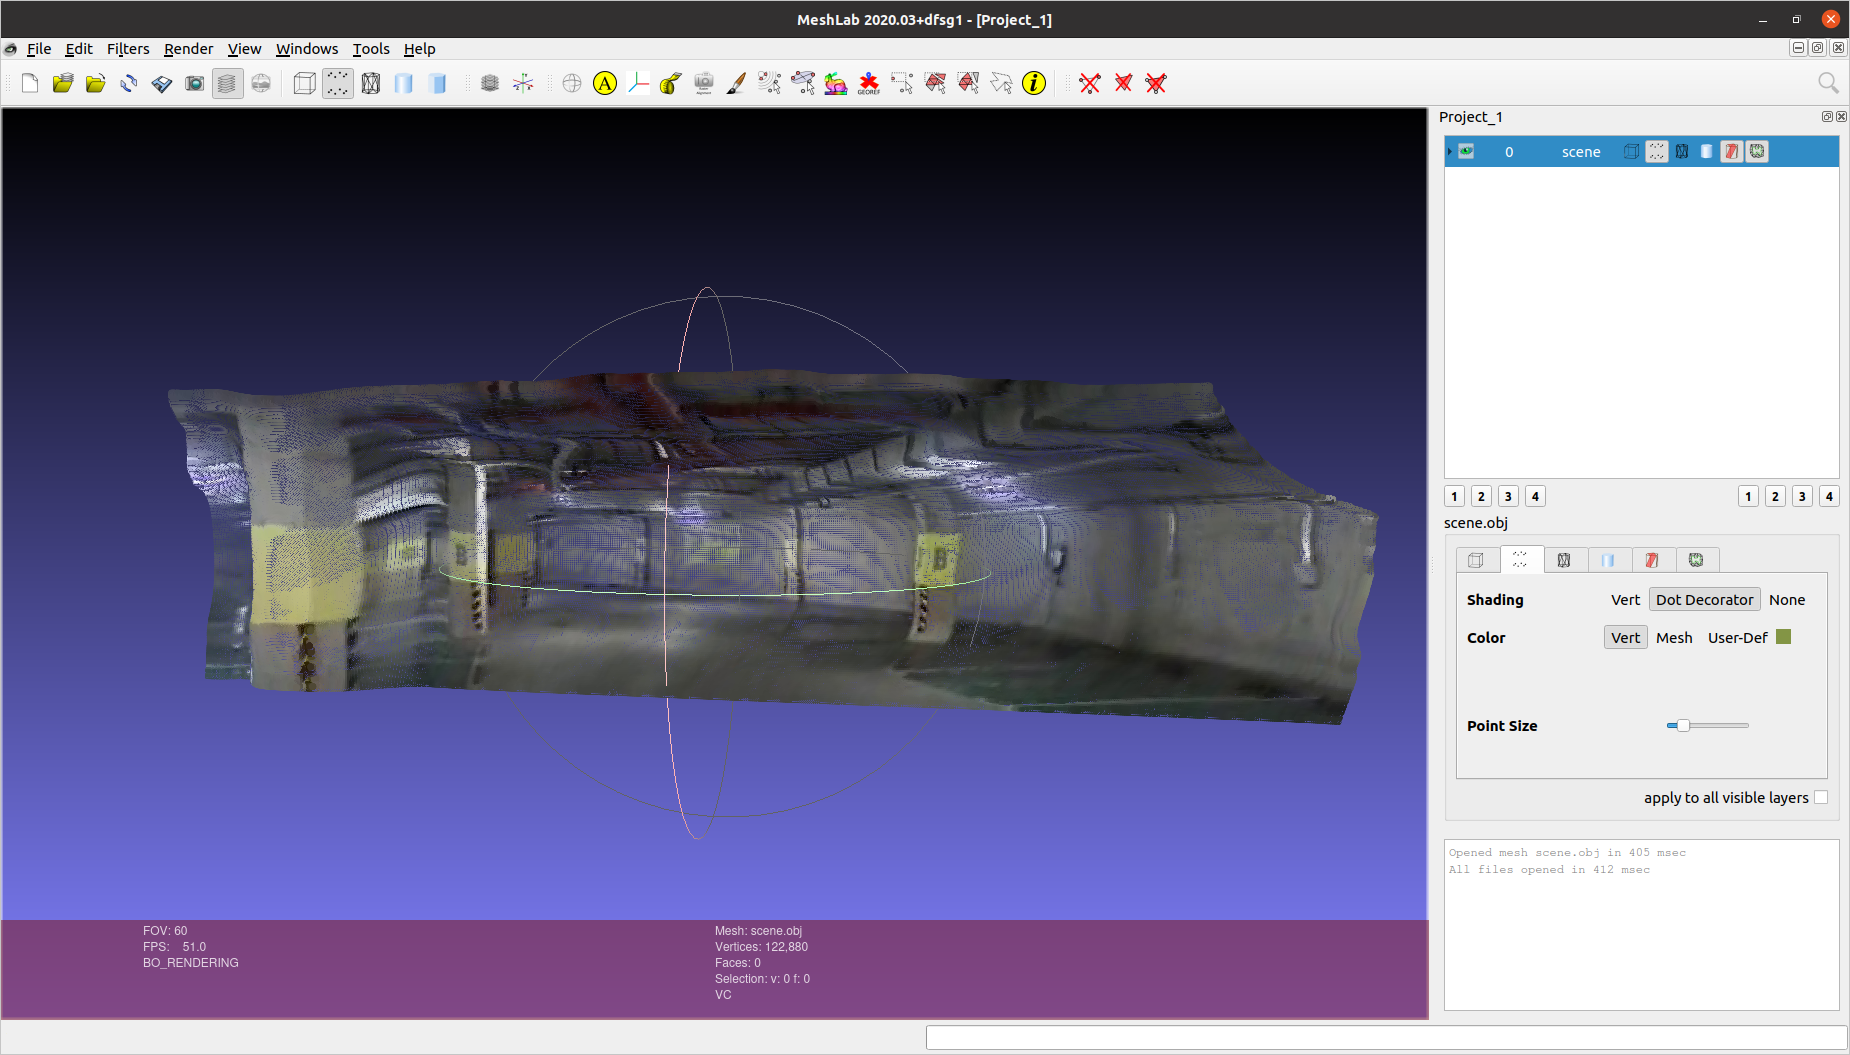 MeshLab 2020.03+dfsg1 - [Project_1]
File Edit Filters Render View Windows Tools Help
A
GEOREF
i
Project_1
0 scene
1 2 3 4 1 2 3 4
scene.obj
Shading Vert Dot Decorator None
Color Vert Mesh User-Def
Point Size
apply to all visible layers
Opened mesh scene.obj in 405 msec
All files opened in 412 msec
B
B
FOV: 60
FPS: 51.0
BO_RENDERING
Mesh: scene.obj
Vertices: 122,880
Faces: 0
Selection: v: 0 f: 0
VC